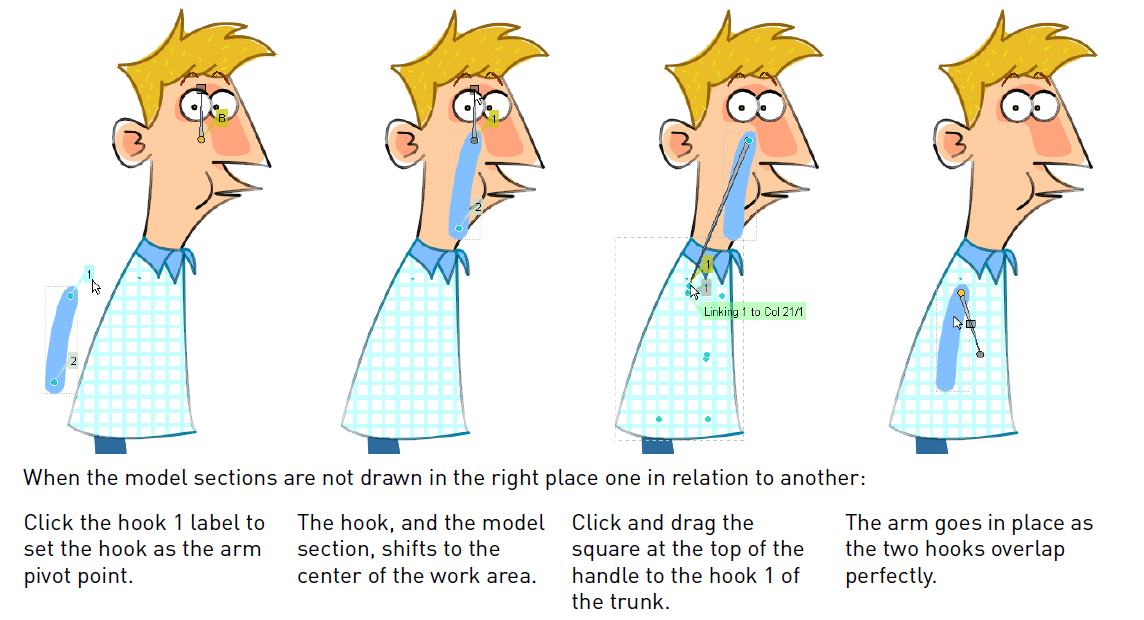 B
1
1
2
1
2
1
1
Linking 1 to Col 21/1
When the model sections are not drawn in the right place one in relation to another:
Click the hook 1 label to
set the hook as the arm
pivot point.
The hook, and the model
section, shifts to the
center of the work area.
Click and drag the
square at the top of the
handle to the hook 1 of
the trunk.
The arm goes in place as
the two hooks overlap
perfectly.